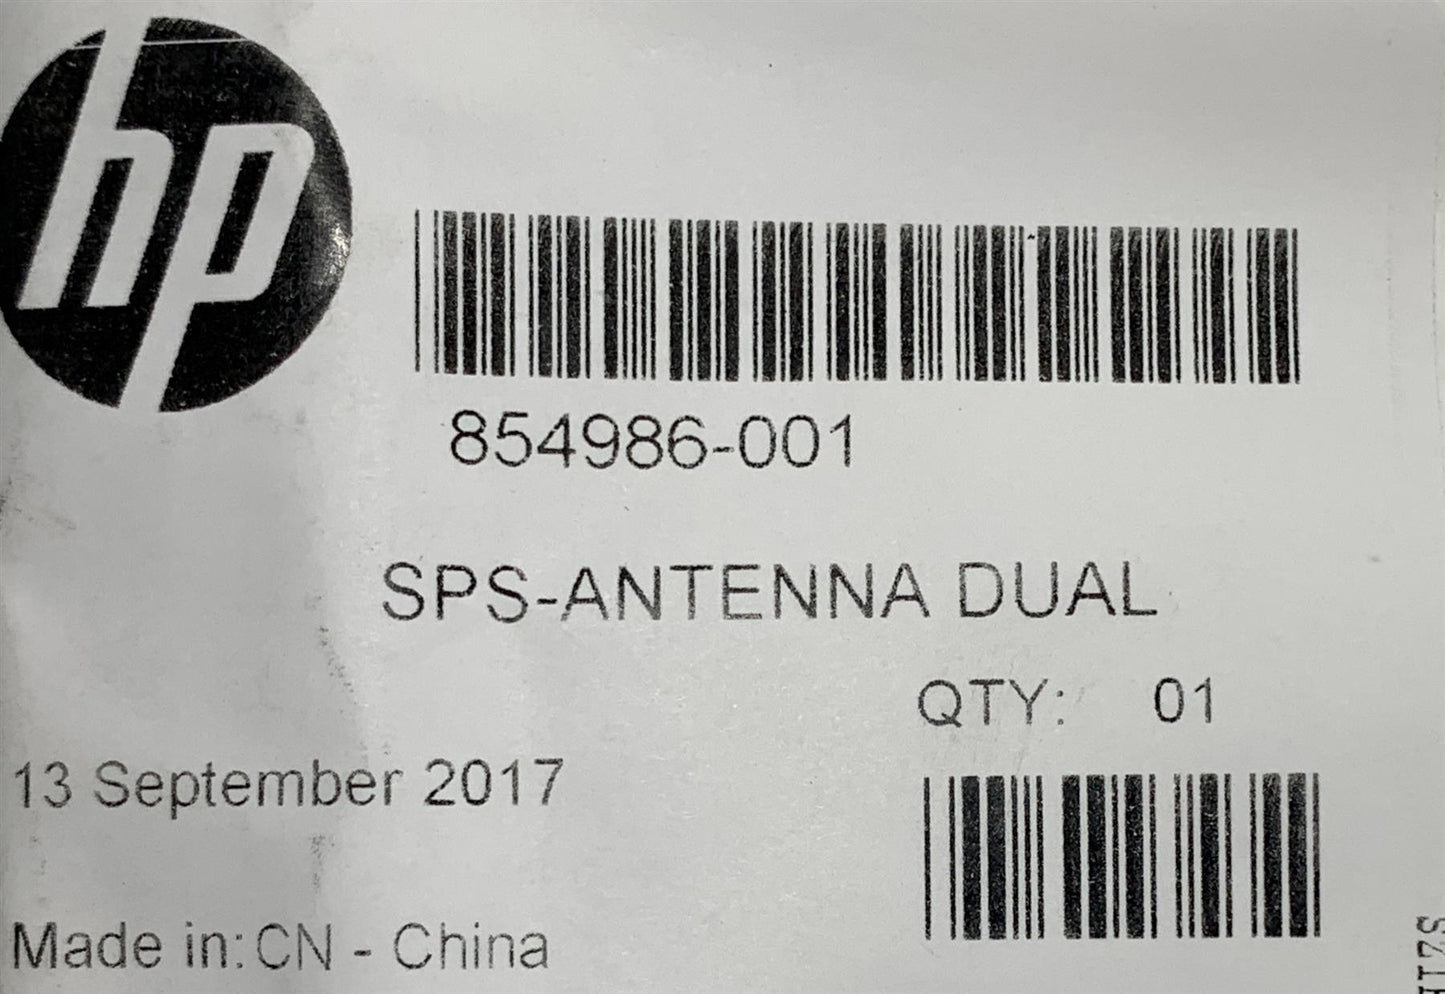 hp
854986-001
SPS-ANTENNA DUAL
QTY: 01
13 September 2017
Made in: CN - China